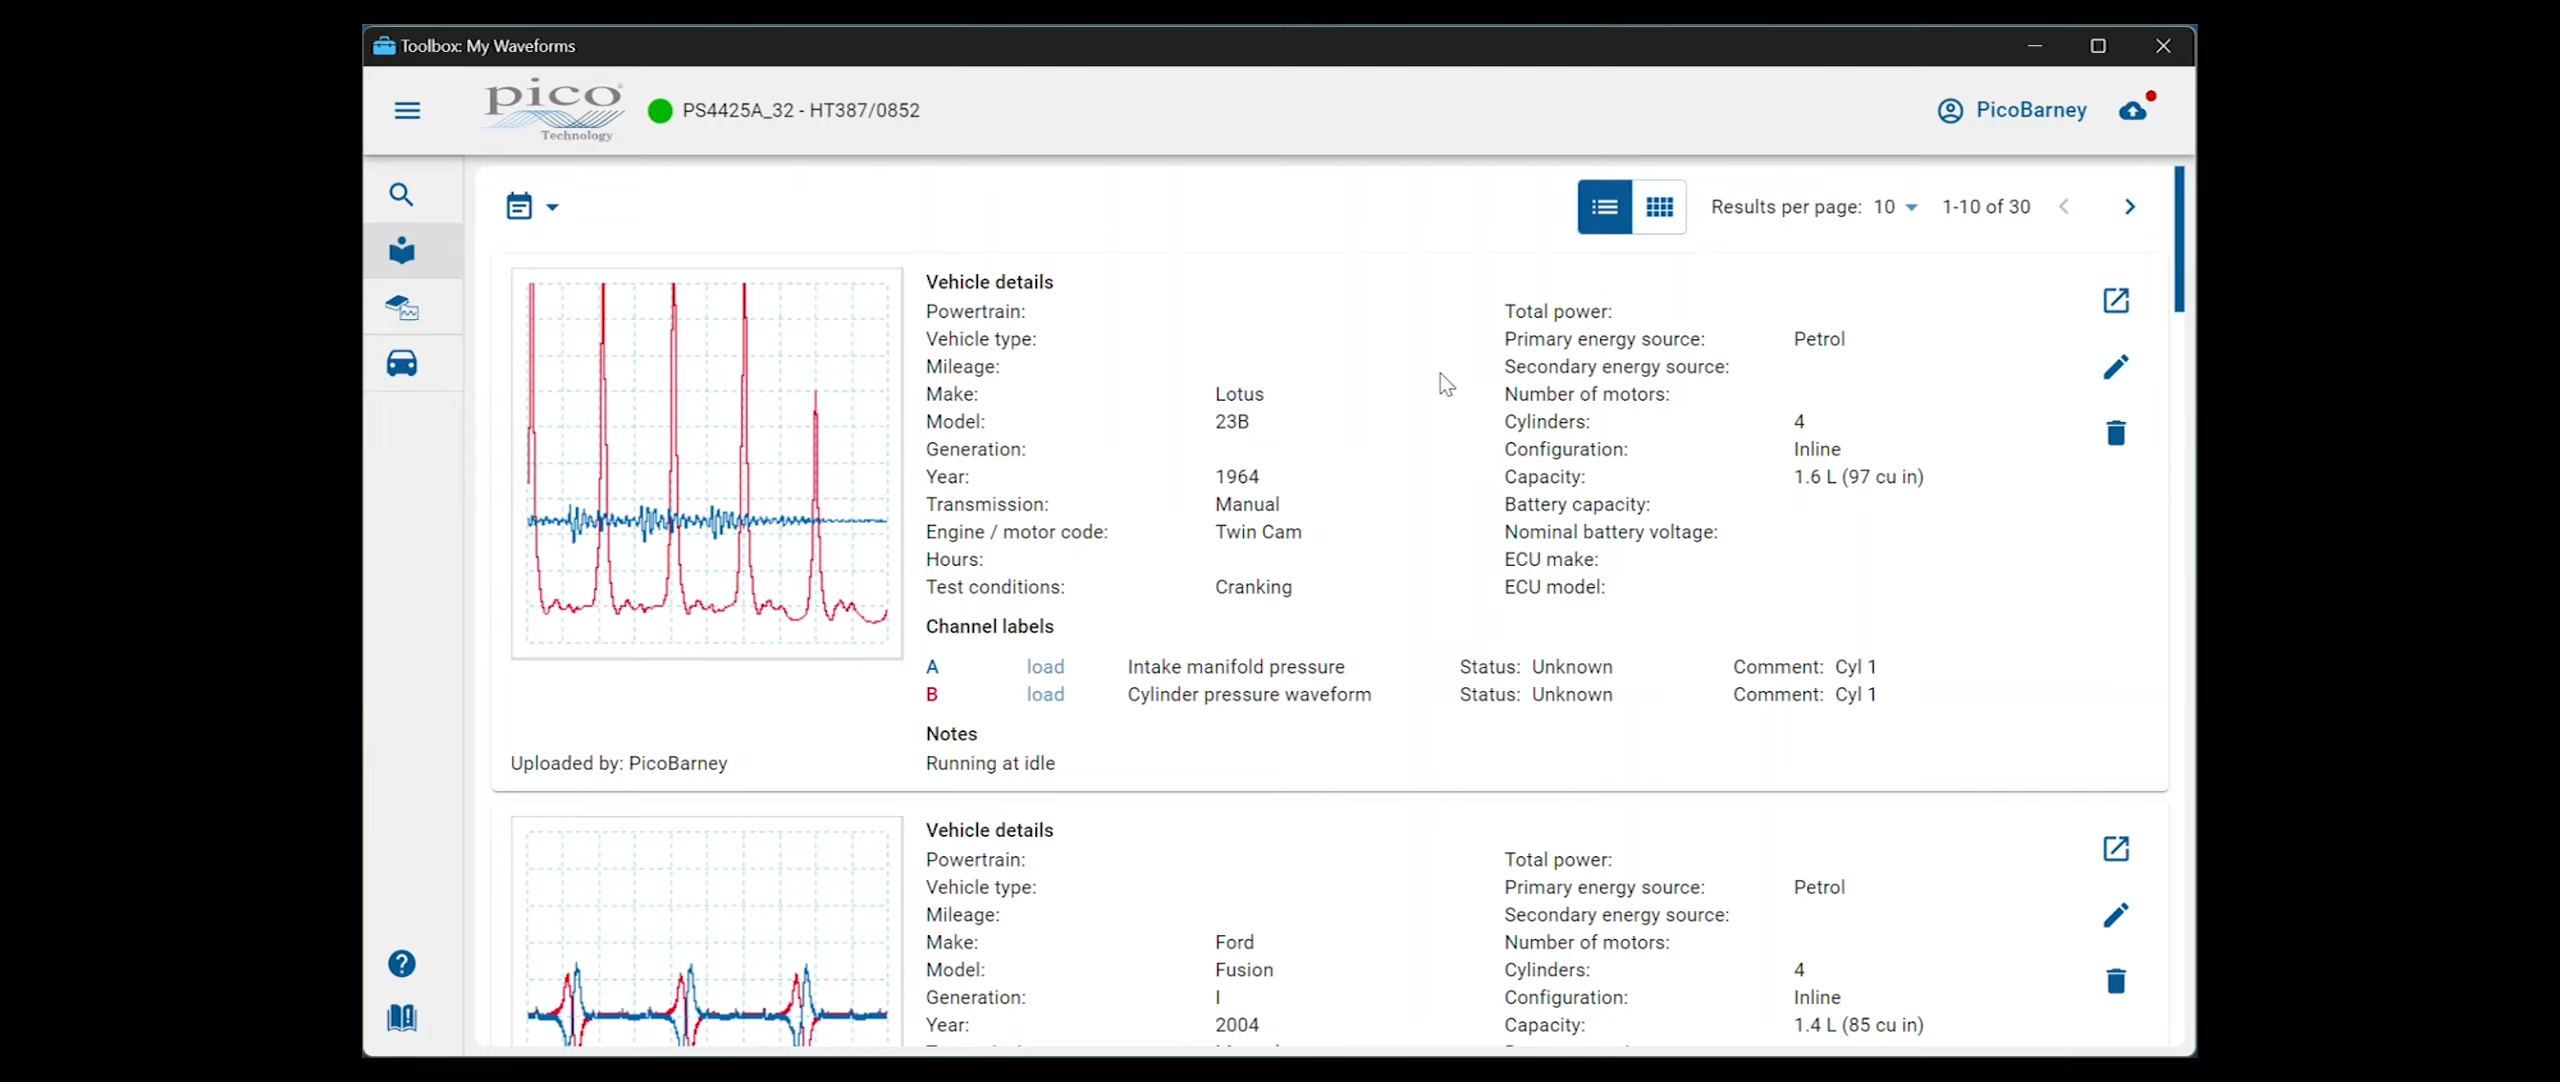 Toolbox: My Waveforms
pico Technology
PS4425A_32 - HT387/0852
PicoBarney
Results per page: 10
1-10 of 30
Vehicle details
Powertrain:
Vehicle type:
Mileage:
Make: Lotus
Model: 23B
Generation:
Year: 1964
Transmission: Manual
Engine / motor code: Twin Cam
Hours:
Test conditions: Cranking
Total power:
Primary energy source: Petrol
Secondary energy source:
Number of motors:
Cylinders: 4
Configuration: Inline
Capacity: 1.6 L (97 cu in)
Battery capacity:
Nominal battery voltage:
ECU make:
ECU model:
Channel labels
A load Intake manifold pressure Status: Unknown Comment: Cyl 1
B load Cylinder pressure waveform Status: Unknown Comment: Cyl 1
Notes
Running at idle
Uploaded by: PicoBarney
Vehicle details
Powertrain:
Vehicle type:
Mileage:
Make: Ford
Model: Fusion
Generation: I
Year: 2004
Total power:
Primary energy source: Petrol
Secondary energy source:
Number of motors:
Cylinders: 4
Configuration: Inline
Capacity: 1.4 L (85 cu in)